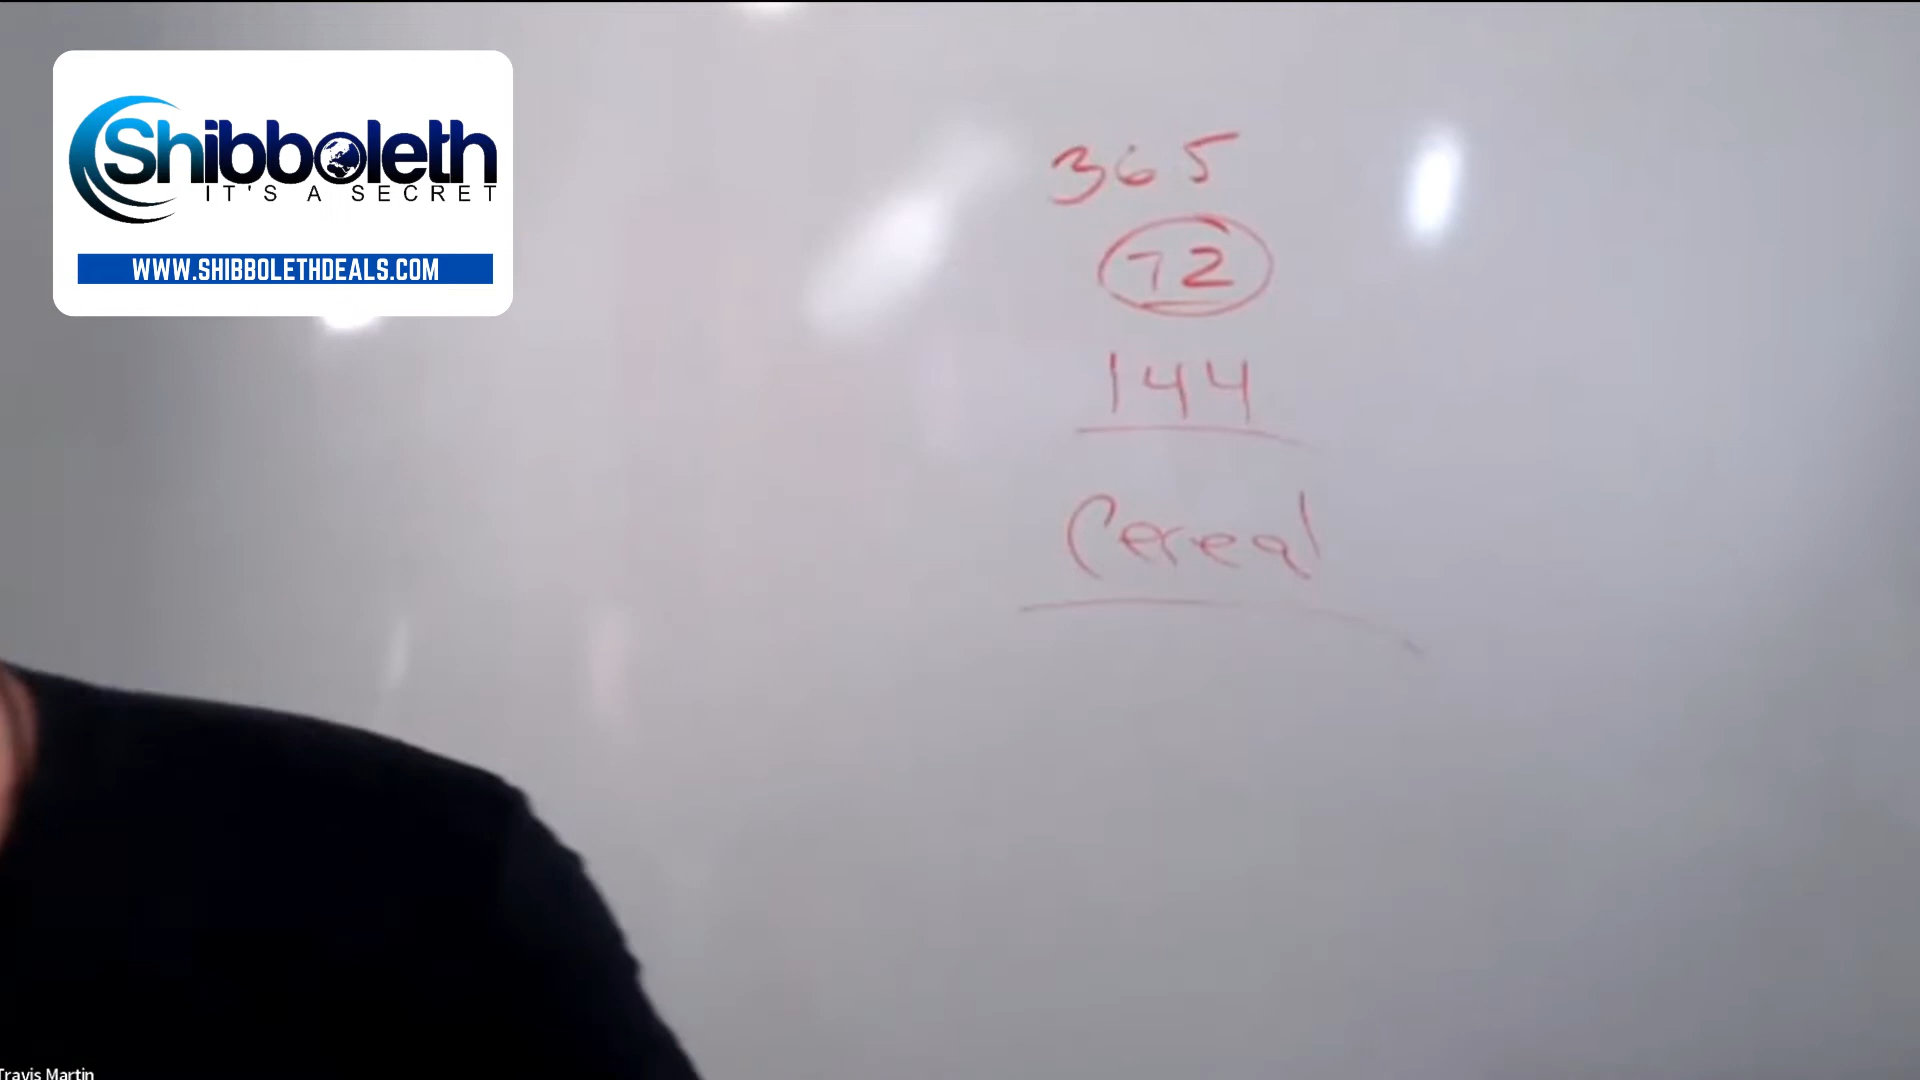 Shibboleth
IT'S A SECRET
WWW.SHIBBOLETHDEALS.COM
365
72
144
Cereal
Travis Martin